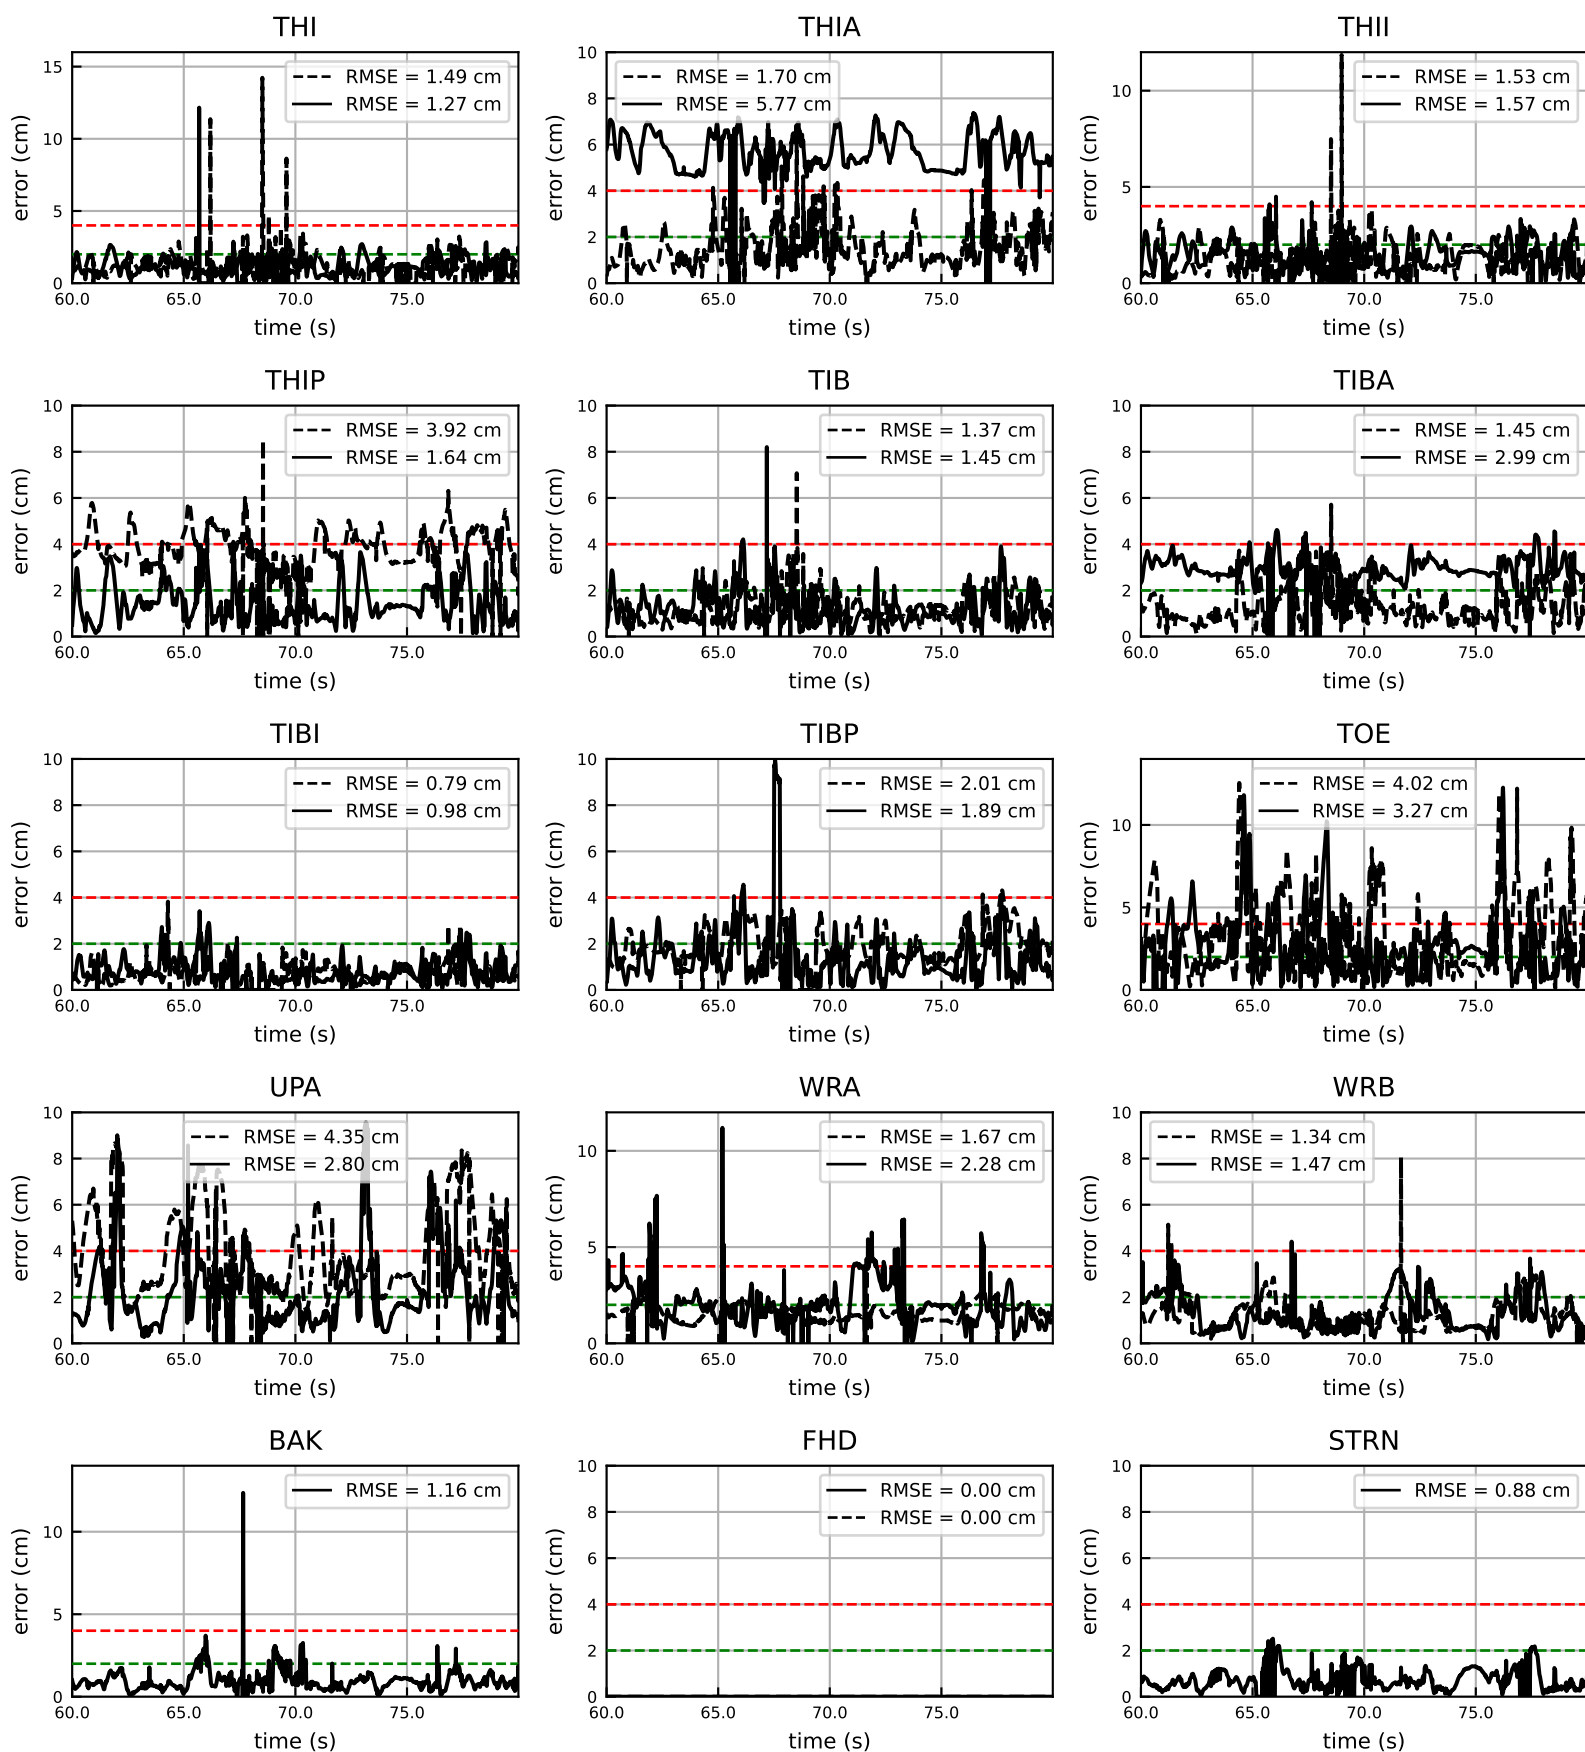 THI
RMSE = 1.49 cm
RMSE = 1.27 cm
error (cm)
15
10
5
0
60.0 65.0 70.0 75.0
time (s)
THIA
RMSE = 1.70 cm
RMSE = 5.77 cm
error (cm)
10
8
6
4
2
0
60.0 65.0 70.0 75.0
time (s)
THII
RMSE = 1.53 cm
RMSE = 1.57 cm
error (cm)
10
5
0
60.0 65.0 70.0 75.0
time (s)
THIP
RMSE = 3.92 cm
RMSE = 1.64 cm
error (cm)
10
8
6
4
2
0
60.0 65.0 70.0 75.0
time (s)
TIB
RMSE = 1.37 cm
RMSE = 1.45 cm
error (cm)
10
8
6
4
2
0
60.0 65.0 70.0 75.0
time (s)
TIBA
RMSE = 1.45 cm
RMSE = 2.99 cm
error (cm)
10
8
6
4
2
0
60.0 65.0 70.0 75.0
time (s)
TIBI
RMSE = 0.79 cm
RMSE = 0.98 cm
error (cm)
10
8
6
4
2
0
60.0 65.0 70.0 75.0
time (s)
TIBP
RMSE = 2.01 cm
RMSE = 1.89 cm
error (cm)
10
8
6
4
2
0
60.0 65.0 70.0 75.0
time (s)
TOE
RMSE = 4.02 cm
RMSE = 3.27 cm
error (cm)
10
5
0
60.0 65.0 70.0 75.0
time (s)
UPA
RMSE = 4.35 cm
RMSE = 2.80 cm
error (cm)
10
8
6
4
2
0
60.0 65.0 70.0 75.0
time (s)
WRA
RMSE = 1.67 cm
RMSE = 2.28 cm
error (cm)
10
5
0
60.0 65.0 70.0 75.0
time (s)
WRB
RMSE = 1.34 cm
RMSE = 1.47 cm
error (cm)
10
8
6
4
2
0
60.0 65.0 70.0 75.0
time (s)
BAK
RMSE = 1.16 cm
error (cm)
10
5
0
60.0 65.0 70.0 75.0
time (s)
FHD
RMSE = 0.00 cm
RMSE = 0.00 cm
error (cm)
10
8
6
4
2
0
60.0 65.0 70.0 75.0
time (s)
STRN
RMSE = 0.88 cm
error (cm)
10
8
6
4
2
0
60.0 65.0 70.0 75.0
time (s)